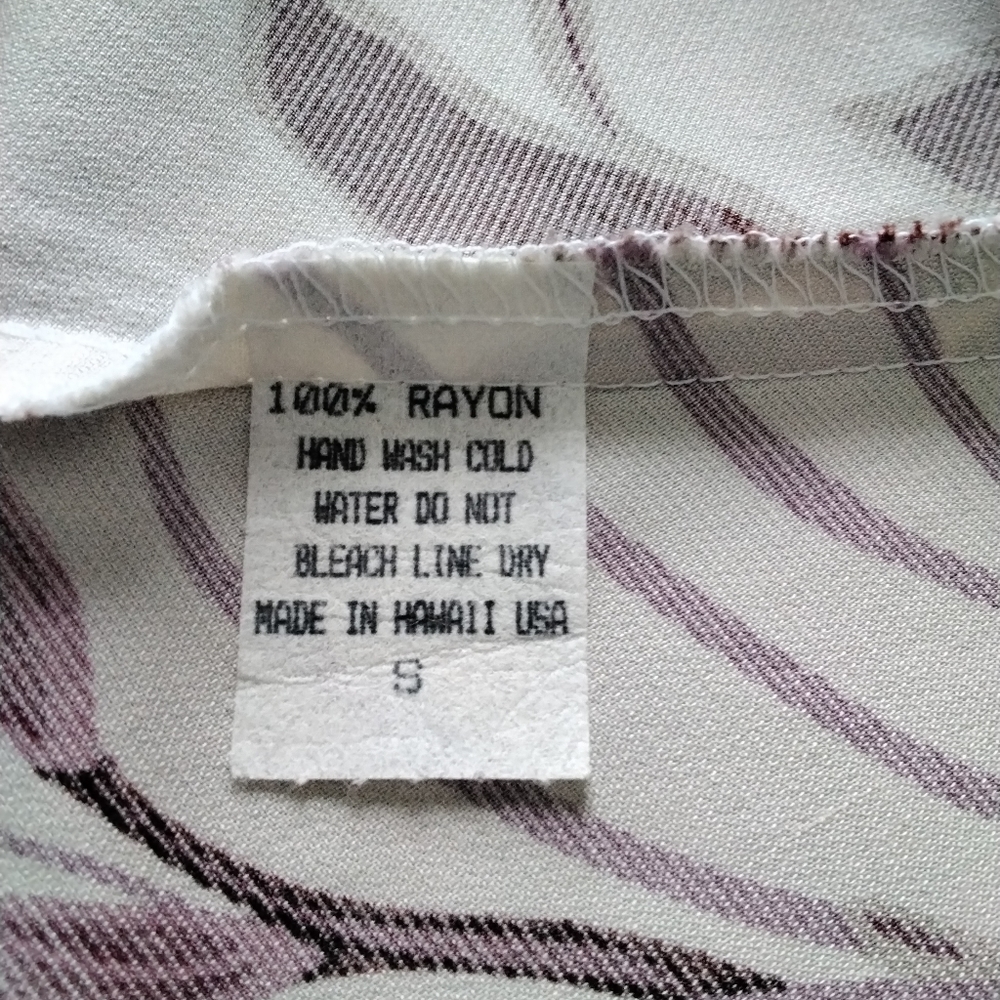 100% RAYON
HAND WASH COLD
WATER DO NOT
BLEACH LINE DRY
MADE IN HAWAII USA
S